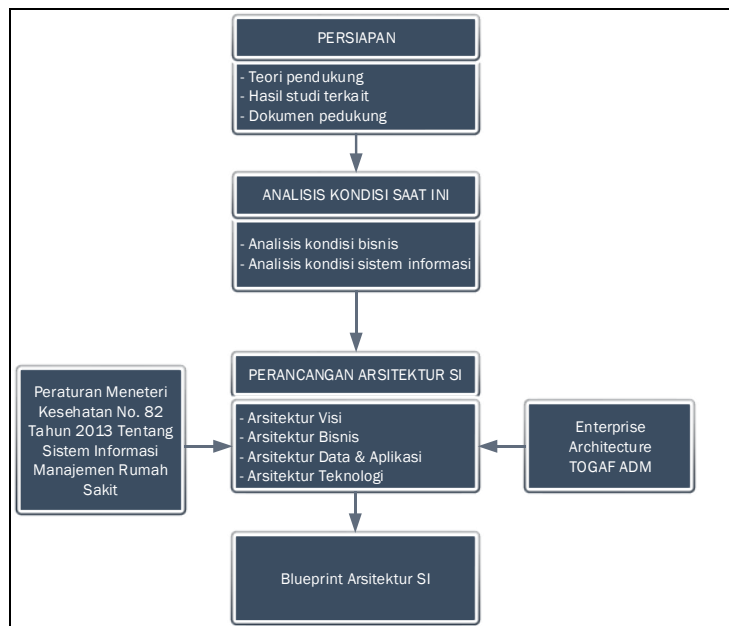 PERSIAPAN
- Teori pendukung
- Hasil studi terkait
- Dokumen pedukung
ANALISIS KONDISI SAAT INI
- Analisis kondisi bisnis
- Analisis kondisi sistem informasi
PERANCANGAN ARSITEKTUR SI
Peraturan Meneteri
Kesehatan No. 82
Tahun 2013 Tentang
Sistem Informasi
Manajemen Rumah
Sakit
- Arsitektur Visi
- Arsitektur Bisnis
- Arsitektur Data & Aplikasi
- Arsitektur Teknologi
Enterprise
Architecture
TOGAF ADM
Blueprint Arsitektur SI